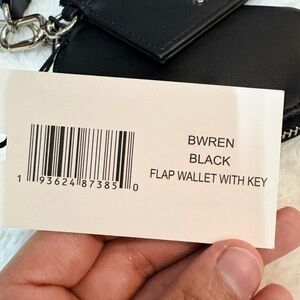 BWREN
BLACK
FLAP WALLET WITH KEY
1 93624 87385 0